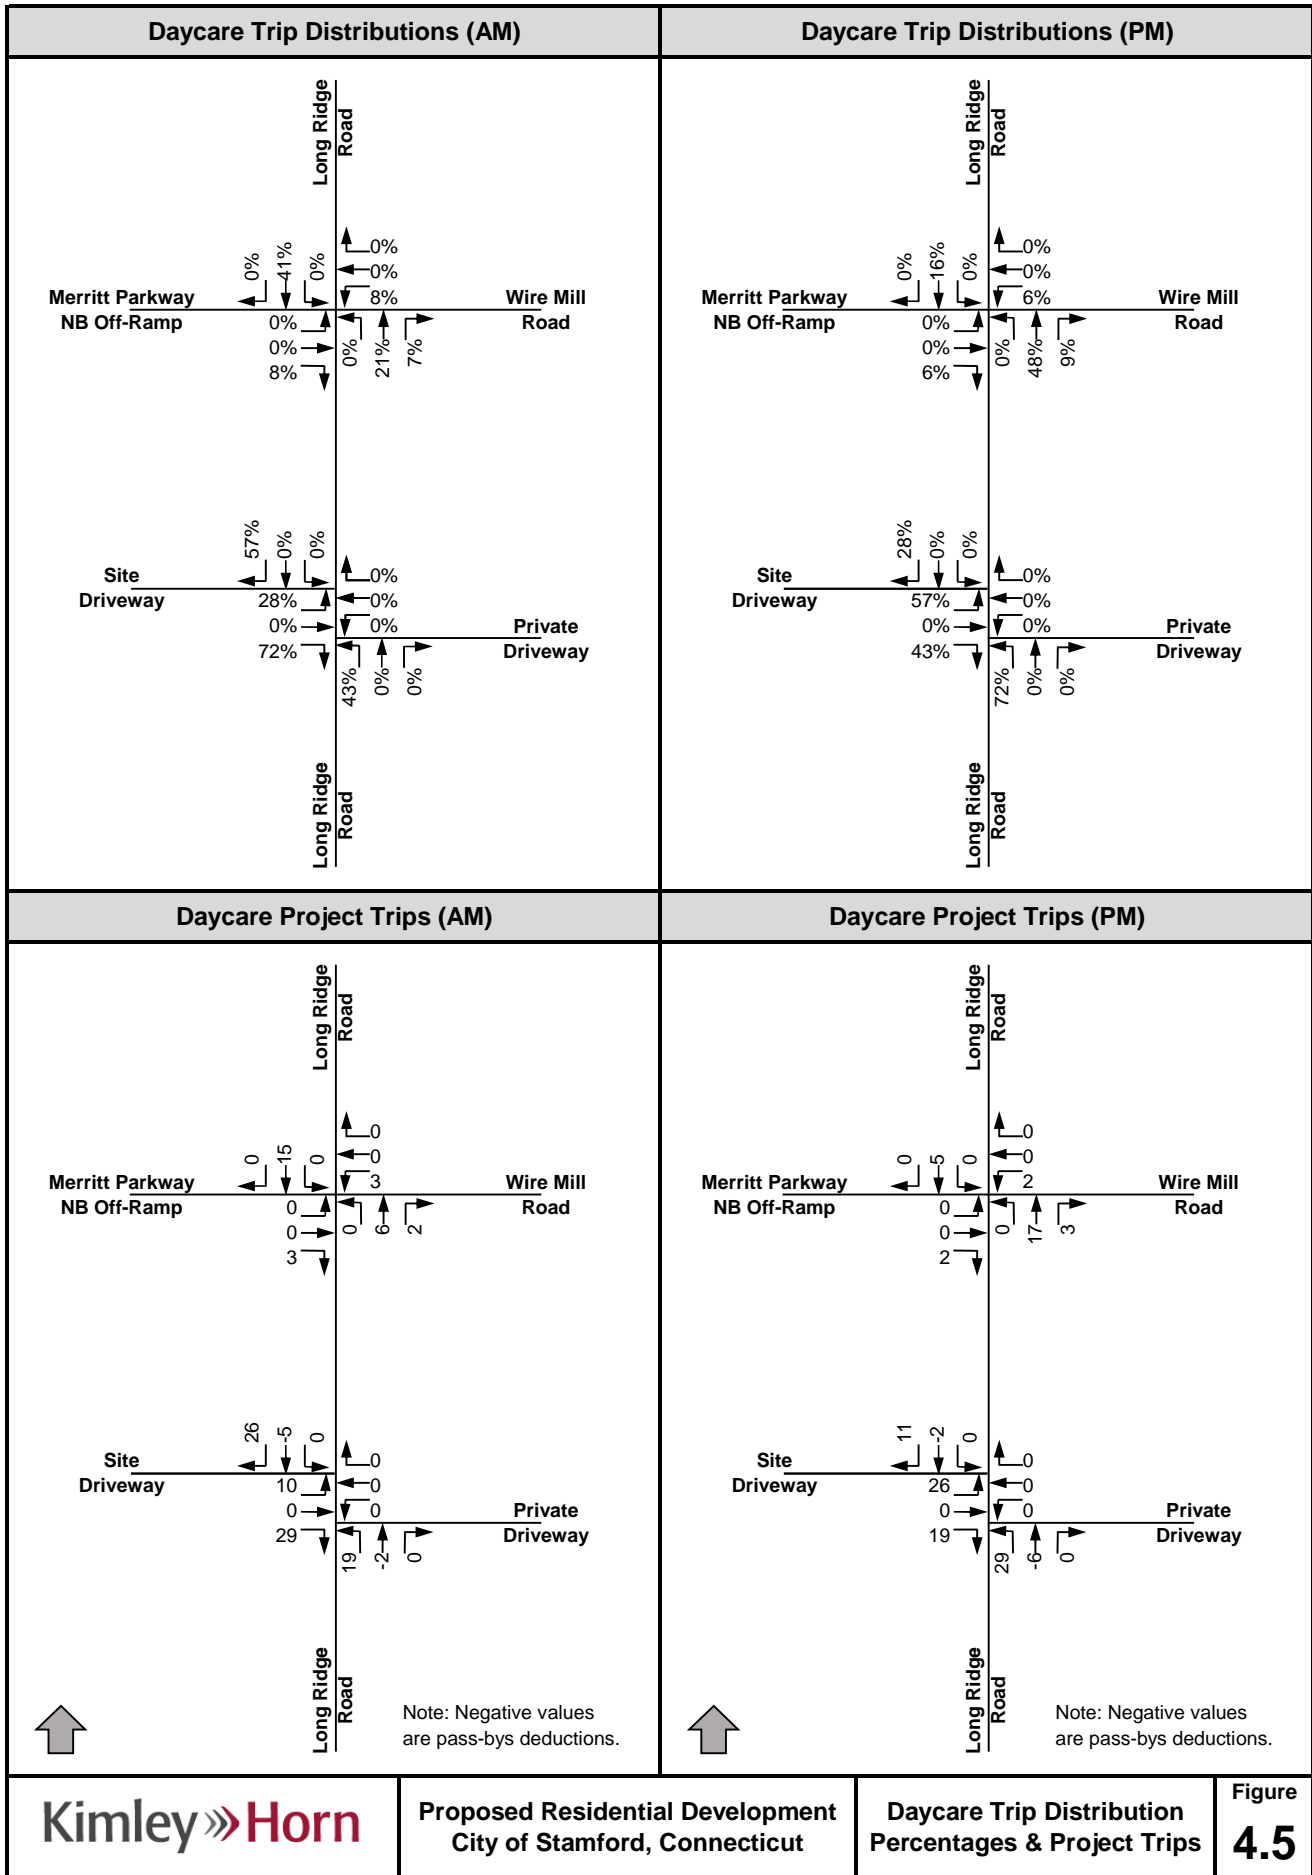 Daycare Trip Distributions (AM)
Long Ridge
Road
0%
41%
0%
0%
0%
8%
Merritt Parkway
NB Off-Ramp
Wire Mill
Road
0%
0%
8%
0%
21%
7%
57%
0%
0%
0%
0%
0%
Site
Driveway
28%
0%
72%
Private
Driveway
43%
0%
0%
Long Ridge
Road
Daycare Trip Distributions (PM)
Long Ridge
Road
0%
16%
0%
0%
0%
6%
Merritt Parkway
NB Off-Ramp
Wire Mill
Road
0%
0%
6%
0%
48%
9%
28%
0%
0%
0%
0%
0%
Site
Driveway
57%
0%
43%
Private
Driveway
72%
0%
0%
Long Ridge
Road
Daycare Project Trips (AM)
Long Ridge
Road
0
15
0
0
0
3
Merritt Parkway
NB Off-Ramp
Wire Mill
Road
0
0
3
0
6
2
26
-5
0
0
0
0
Site
Driveway
10
0
29
Private
Driveway
19
-2
0
Long Ridge
Road
Note: Negative values
are pass-bys deductions.
Daycare Project Trips (PM)
Long Ridge
Road
0
5
0
0
0
2
Merritt Parkway
NB Off-Ramp
Wire Mill
Road
0
0
2
0
17
3
11
-2
0
0
0
0
Site
Driveway
26
0
19
Private
Driveway
29
-6
0
Long Ridge
Road
Note: Negative values
are pass-bys deductions.
Kimley»Horn
Proposed Residential Development
City of Stamford, Connecticut
Daycare Trip Distribution
Percentages & Project Trips
Figure
4.5